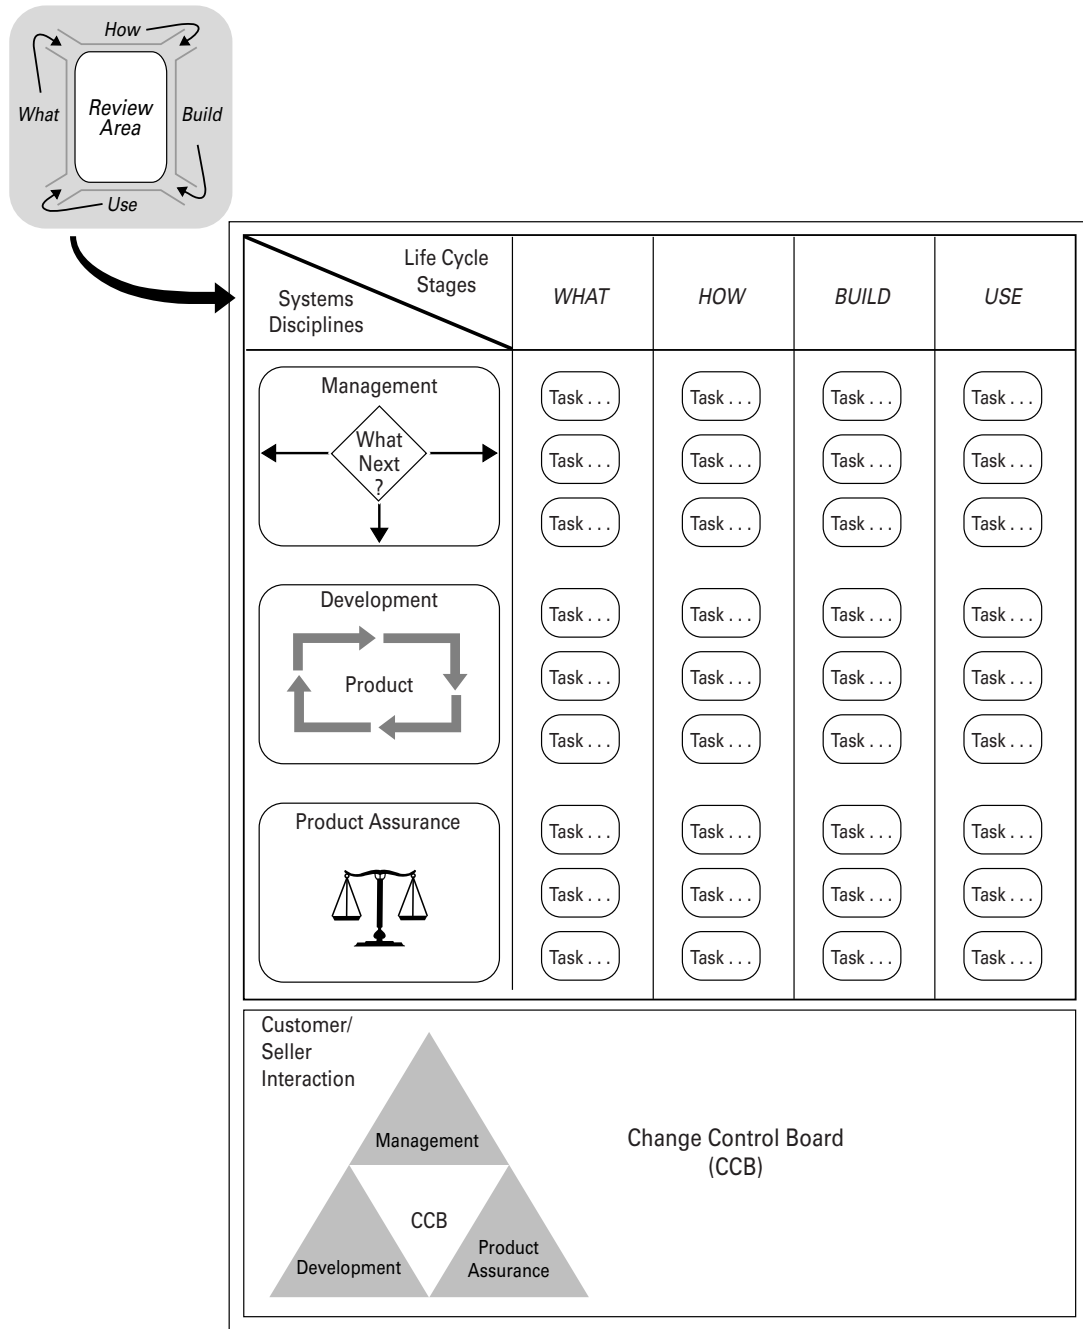 How
What
Review
Area
Build
Use
Life Cycle
Stages
Systems
Disciplines
WHAT
HOW
BUILD
USE
Management
What
Next
?
Task . . .
Task . . .
Task . . .
Task . . .
Task . . .
Task . . .
Task . . .
Task . . .
Task . . .
Task . . .
Task . . .
Task . . .
Development
Product
Task . . .
Task . . .
Task . . .
Task . . .
Task . . .
Task . . .
Task . . .
Task . . .
Task . . .
Task . . .
Task . . .
Task . . .
Product Assurance
Task . . .
Task . . .
Task . . .
Task . . .
Task . . .
Task . . .
Task . . .
Task . . .
Task . . .
Task . . .
Task . . .
Task . . .
Customer/
Seller
Interaction
Management
CCB
Development
Product
Assurance
Change Control Board
(CCB)